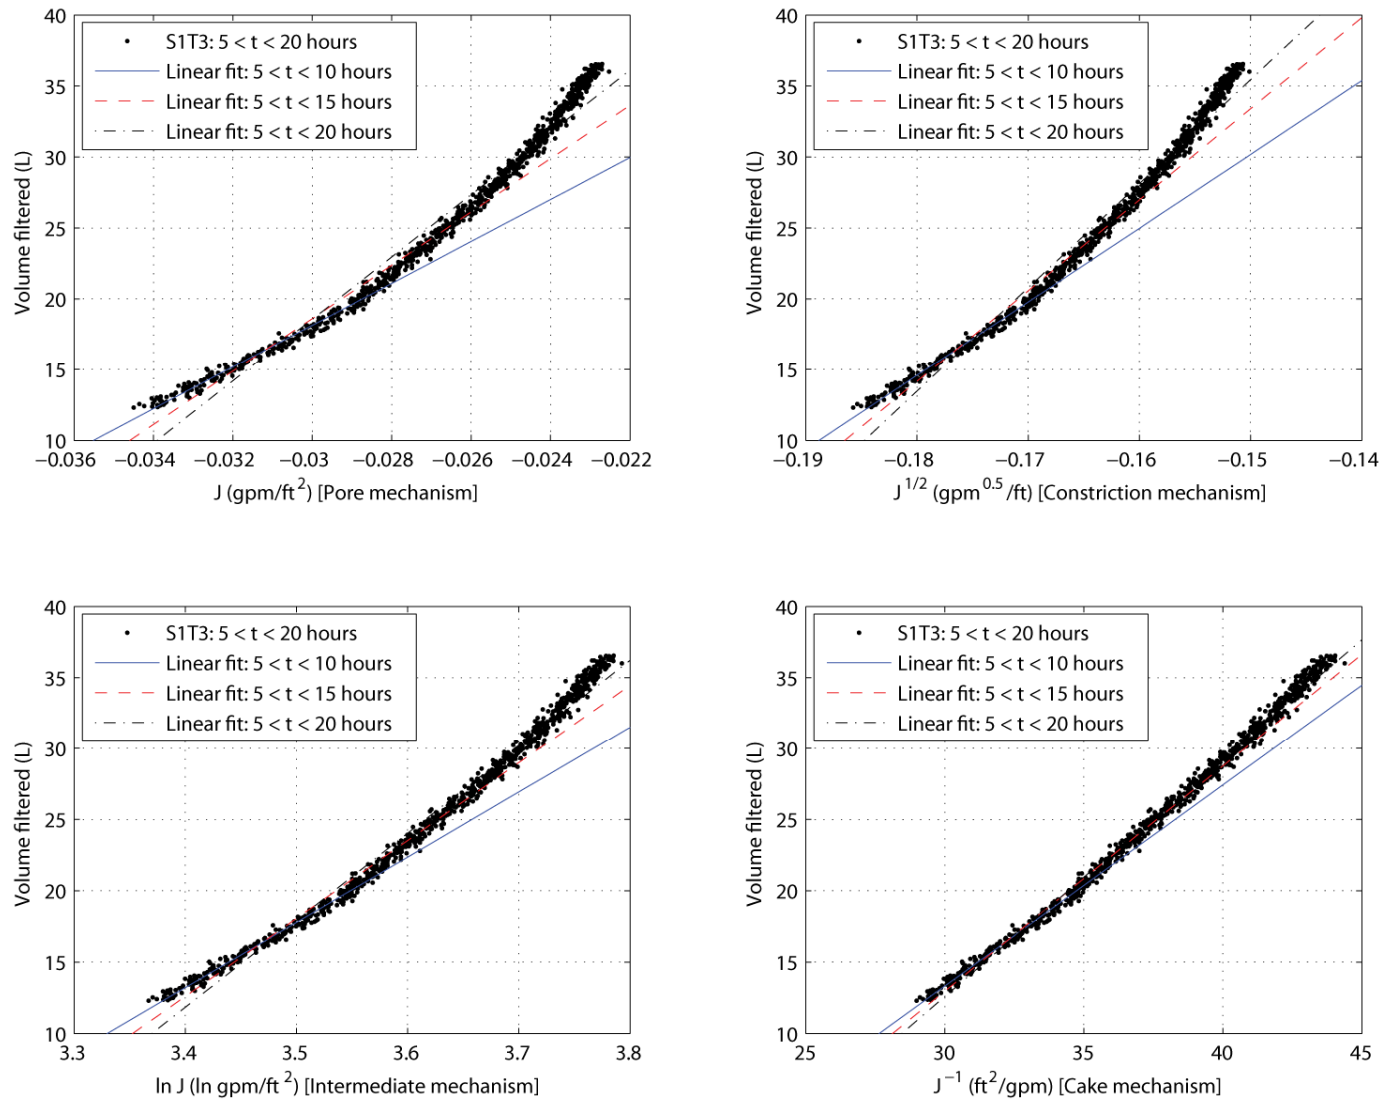 40
35
30
25
20
15
10
Volume filtered (L)
S1T3: 5 < t < 20 hours
Linear fit: 5 < t < 10 hours
Linear fit: 5 < t < 15 hours
Linear fit: 5 < t < 20 hours
−0.036 −0.034 −0.032 −0.03 −0.028 −0.026 −0.024 −0.022
J (gpm/ft²) [Pore mechanism]
40
35
30
25
20
15
10
Volume filtered (L)
S1T3: 5 < t < 20 hours
Linear fit: 5 < t < 10 hours
Linear fit: 5 < t < 15 hours
Linear fit: 5 < t < 20 hours
−0.19 −0.18 −0.17 −0.16 −0.15 −0.14
J^1/2 (gpm^0.5/ft) [Constriction mechanism]
40
35
30
25
20
15
10
Volume filtered (L)
S1T3: 5 < t < 20 hours
Linear fit: 5 < t < 10 hours
Linear fit: 5 < t < 15 hours
Linear fit: 5 < t < 20 hours
3.3 3.4 3.5 3.6 3.7 3.8
ln J (ln gpm/ft²) [Intermediate mechanism]
40
35
30
25
20
15
10
Volume filtered (L)
S1T3: 5 < t < 20 hours
Linear fit: 5 < t < 10 hours
Linear fit: 5 < t < 15 hours
Linear fit: 5 < t < 20 hours
25 30 35 40 45
J⁻¹ (ft²/gpm) [Cake mechanism]